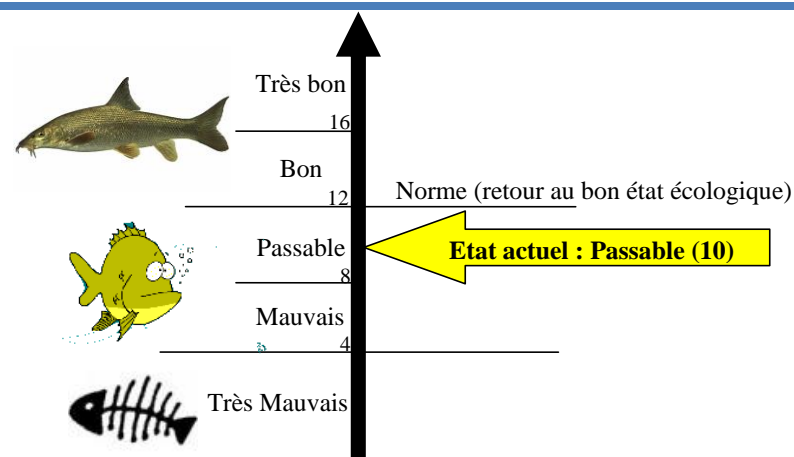 Très bon
16
Bon
12
Norme (retour au bon état écologique)
Passable
Etat actuel : Passable (10)
8
Mauvais
4
Très Mauvais